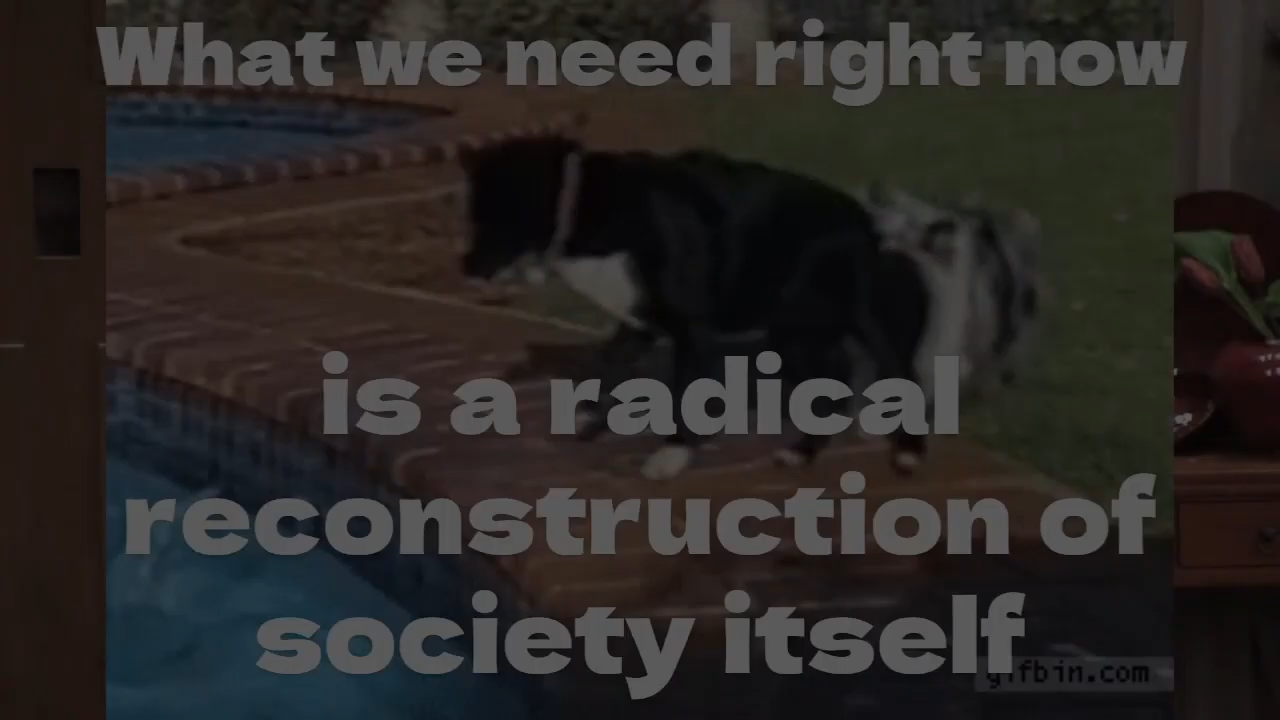 What we need right now
is a radical
reconstruction of
society itself
gifbin.com